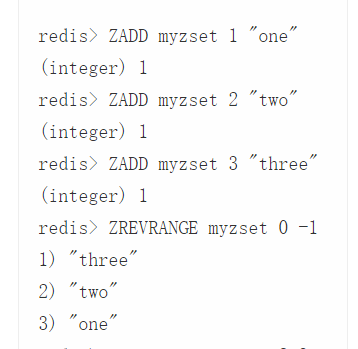 redis> ZADD myzset 1 "one"
(integer) 1
redis> ZADD myzset 2 "two"
(integer) 1
redis> ZADD myzset 3 "three"
(integer) 1
redis> ZREVRANGE myzset 0 -1
1) "three"
2) "two"
3) "one"